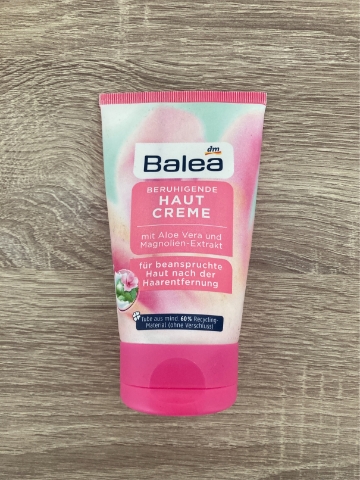 dm
Balea
BERUHIGENDE
HAUT
CREME
mit Aloe Vera und
Magnolien-Extrakt
für beanspruchte
Haut nach der
Haarentfernung
Tube aus mind. 60% Recycling-
Material (ohne Verschluss)